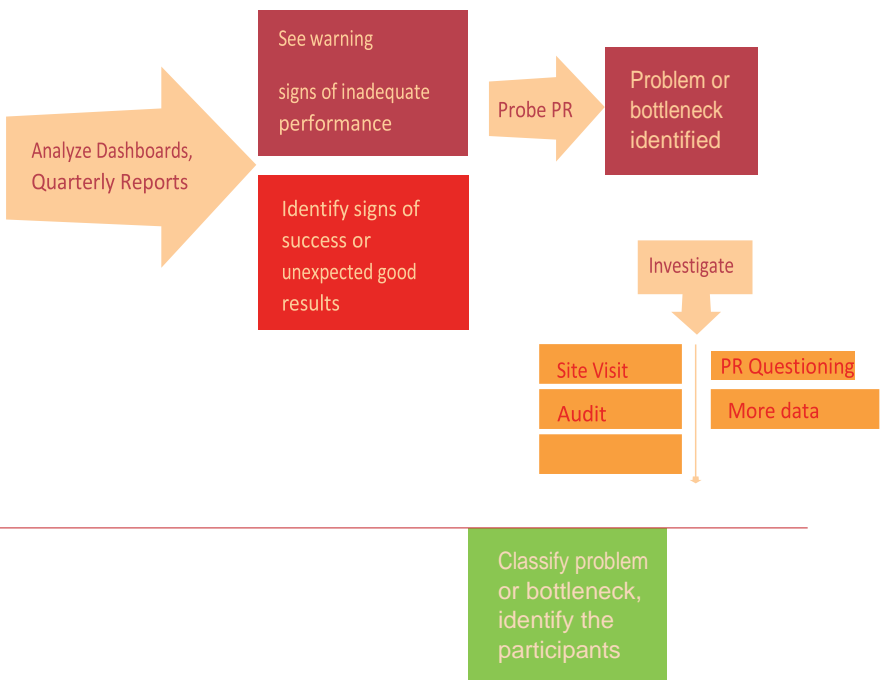 Analyze Dashboards,
Quarterly Reports
See warning
signs of inadequate
performance
Identify signs of
success or
unexpected good
results
Probe PR
Problem or
bottleneck
identified
Investigate
Site Visit
Audit
PR Questioning
More data
Classify problem
or bottleneck,
identify the
participants